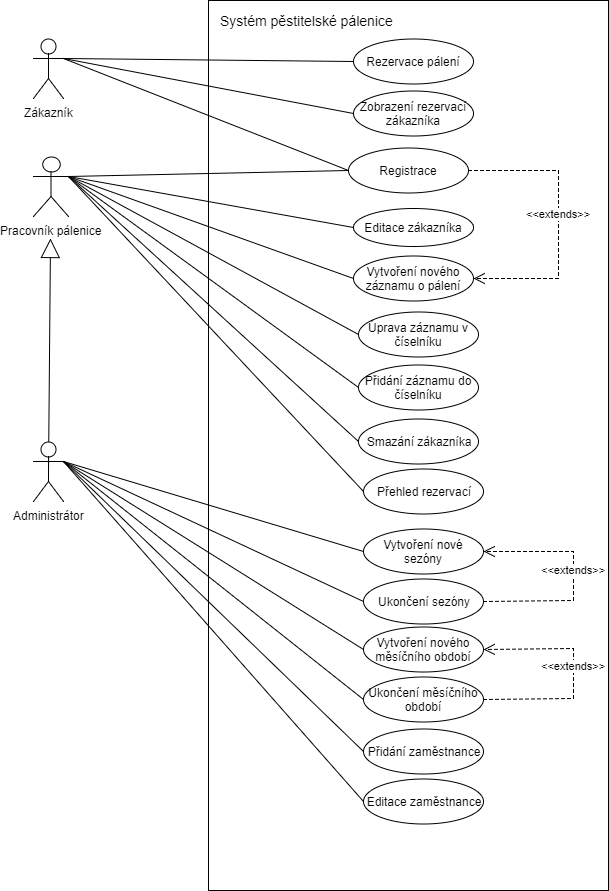 Systém pěstitelské pálenice
Zákazník
Rezervace pálení
Zobrazení rezervací
zákazníka
Pracovník pálenice
Registrace
<<extends>>
Editace zákazníka
Vytvoření nového
záznamu o pálení
Úprava záznamu v
číselníku
Přidání záznamu do
číselníku
Smazání zákazníka
Přehled rezervací
Administrátor
Vytvoření nové
sezóny
<<extends>>
Ukončení sezóny
Vytvoření nového
měsíčního období
<<extends>>
Ukončení měsíčního
období
Přidání zaměstnance
Editace zaměstnance